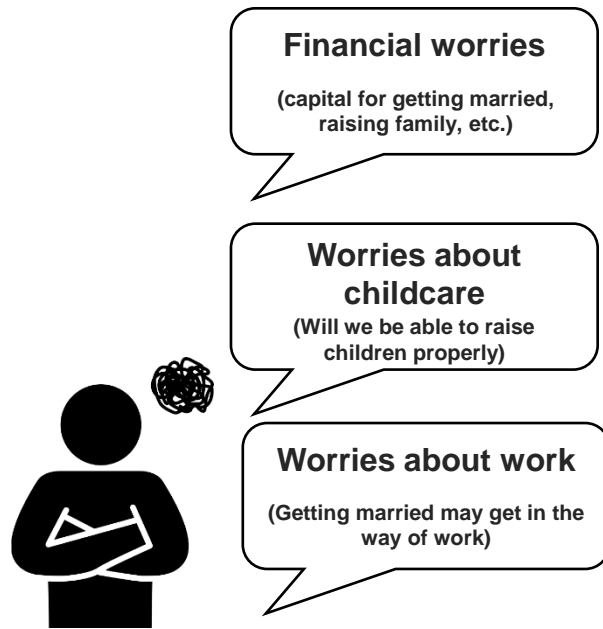 Financial worries
(capital for getting married,
raising family, etc.)
Worries about
childcare
(Will we be able to raise
children properly)
Worries about work
(Getting married may get in the
way of work)